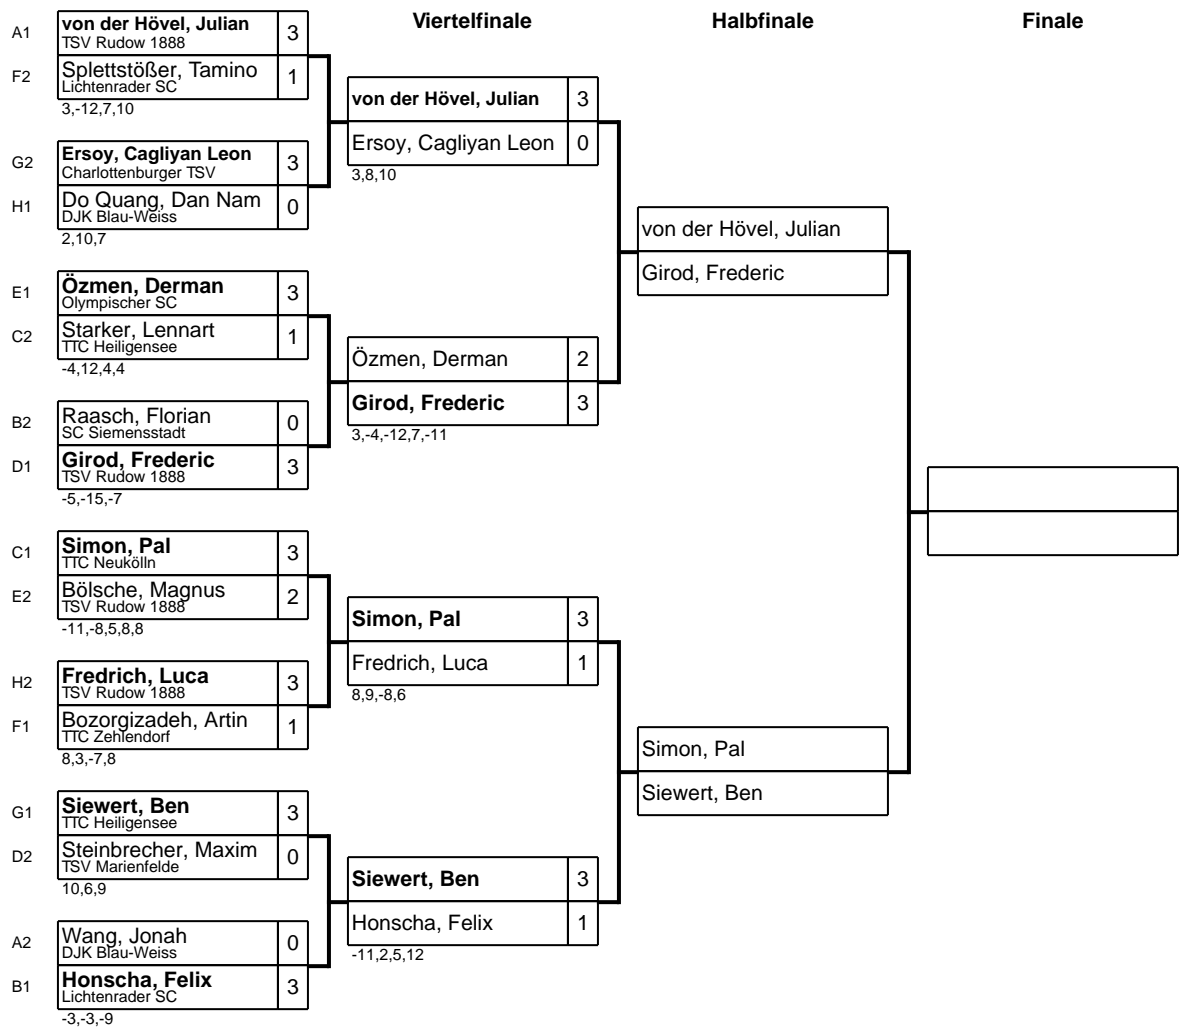 Viertelfinale
Halbfinale
Finale
A1 von der Hövel, Julian 3
TSV Rudow 1888
F2 Splettstößer, Tamino 1
Lichtenrader SC
3,-12,7,10
G2 Ersoy, Cagliyan Leon 3
Charlottenburger TSV
H1 Do Quang, Dan Nam 0
DJK Blau-Weiss
2,10,7
E1 Özmen, Derman 3
Olympischer SC
C2 Starker, Lennart 1
TTC Heiligensee
-4,12,4,4
B2 Raasch, Florian 0
SC Siemensstadt
D1 Girod, Frederic 3
TSV Rudow 1888
-5,-15,-7
C1 Simon, Pal 3
TTC Neukölln
E2 Bölsche, Magnus 2
TSV Rudow 1888
-11,-8,5,8,8
H2 Fredrich, Luca 3
TSV Rudow 1888
F1 Bozorgizadeh, Artin 1
TTC Zehlendorf
8,3,-7,8
G1 Siewert, Ben 3
TTC Heiligensee
D2 Steinbrecher, Maxim 0
TSV Marienfelde
10,6,9
A2 Wang, Jonah 0
DJK Blau-Weiss
B1 Honscha, Felix 3
Lichtenrader SC
-3,-3,-9
von der Hövel, Julian 3
Ersoy, Cagliyan Leon 0
3,8,10
Özmen, Derman 2
Girod, Frederic 3
3,-4,-12,7,-11
Simon, Pal 3
Fredrich, Luca 1
8,9,-8,6
Siewert, Ben 3
Honscha, Felix 1
-11,2,5,12
von der Hövel, Julian
Girod, Frederic
Simon, Pal
Siewert, Ben